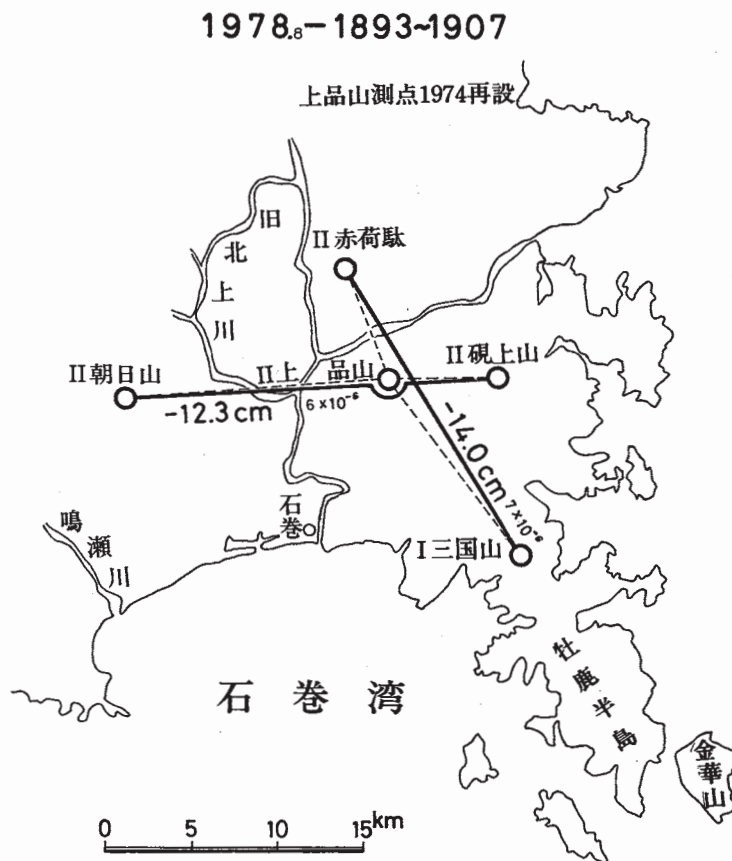 1978.8－1893~1907
上品山測点1974再設
旧
北上川
II赤荷駄
II朝日山
II上品山
II硯上山
-12.3cm
6×10⁻⁶
-14.0cm
7×10⁻⁶
石巻
鳴瀬川
I三国山
石巻湾
牡鹿半島
金華山
0 5 10 15km